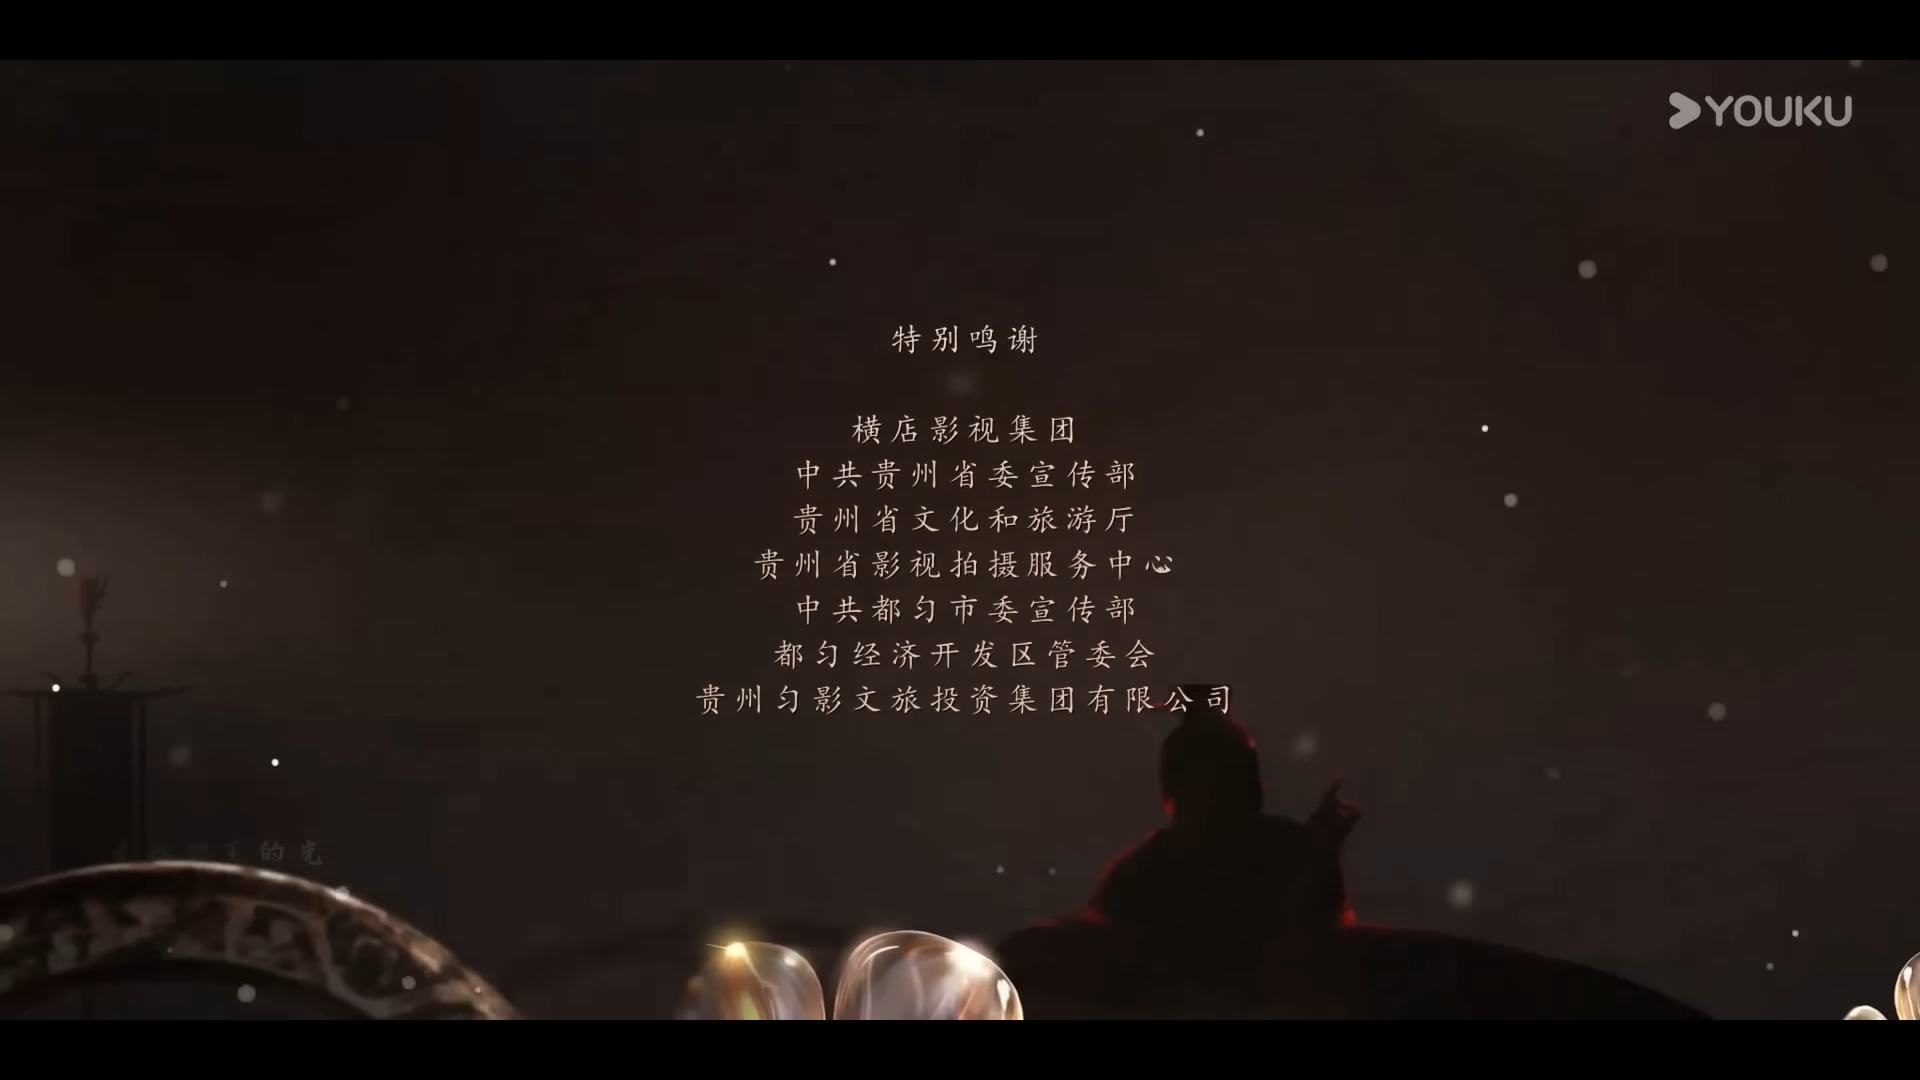 YOUKU
特别鸣谢
横店影视集团
中共贵州省委宣传部
贵州省文化和旅游厅
贵州省影视拍摄服务中心
中共都匀市委宣传部
都匀经济开发区管委会
贵州匀影文旅投资集团有限公司
的光